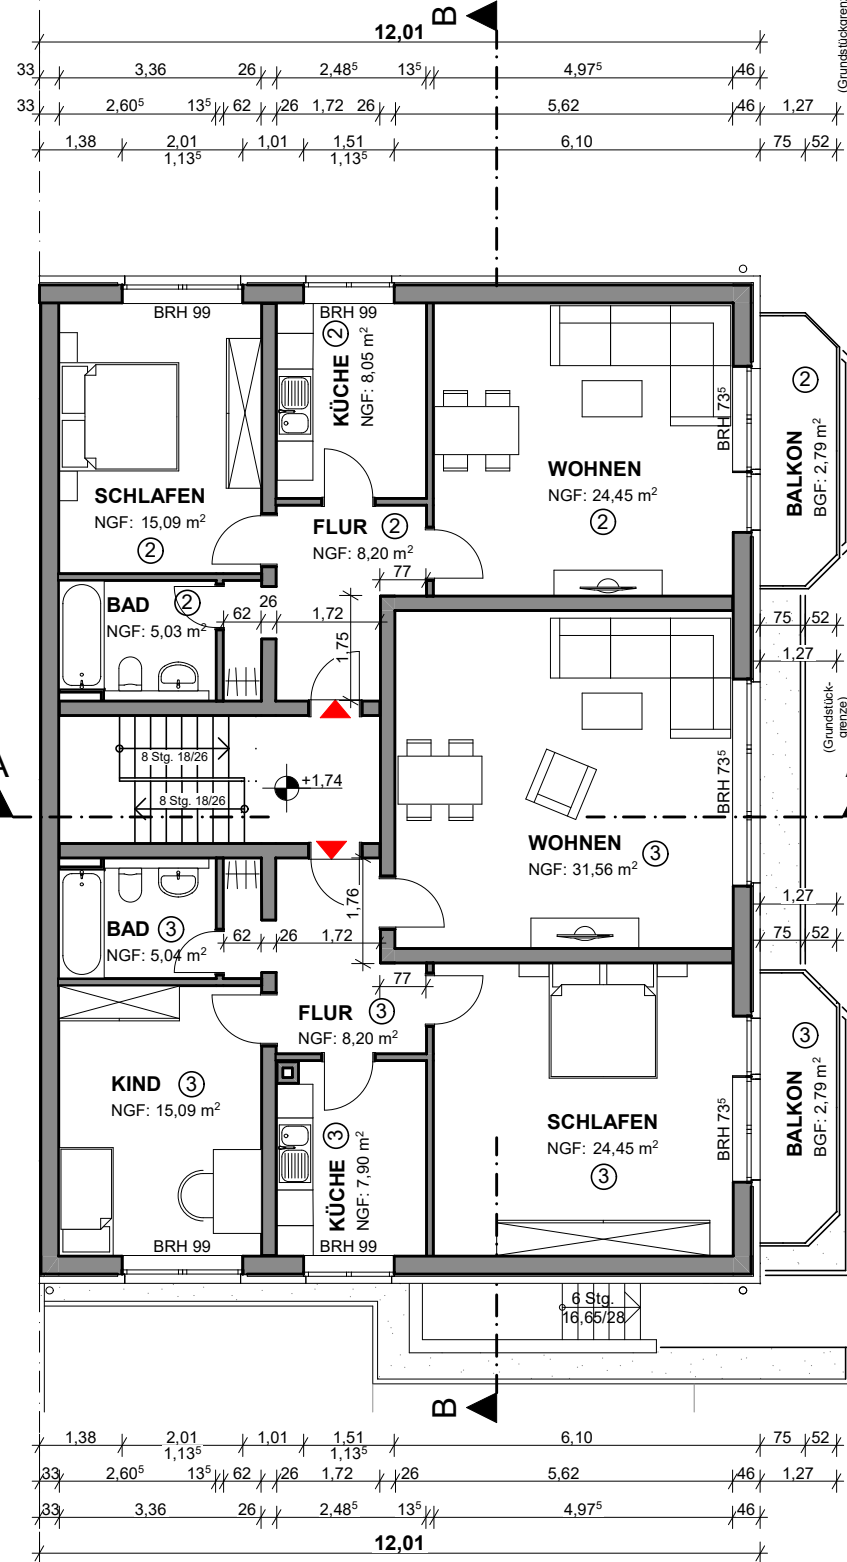 B
(Grundstückgrenze)
12,01
33 3,36 26 2,48⁵ 13⁵ 4,97⁵ 46
33 2,60⁵ 13⁵ 62 26 1,72 26 5,62 46 1,27
1,38 2,01 1,01 1,51 6,10 75 52
1,13⁵ 1,13⁵
BRH 99 BRH 99
KÜCHE 2
NGF: 8,05 m²
BRH 73⁵
2
BALKON
BGF: 2,79 m²
WOHNEN
NGF: 24,45 m²
2
SCHLAFEN
NGF: 15,09 m²
2
FLUR 2
NGF: 8,20 m²
77
BAD 2
NGF: 5,03 m²
62 26 1,72
1,75
75 52
1,27
(Grundstück-
grenze)
8 Stg. 18/26
+1,74
8 Stg. 18/26
A
BRH 73⁵
WOHNEN 3
NGF: 31,56 m²
1,76
1,27
BAD 3
NGF: 5,04 m²
62 26 1,72
75 52
77
FLUR 3
NGF: 8,20 m²
KIND 3
NGF: 15,09 m²
KÜCHE 3
NGF: 7,90 m²
SCHLAFEN
NGF: 24,45 m²
3
BRH 73⁵
3
BALKON
BGF: 2,79 m²
BRH 99 BRH 99
6 Stg.
16,65/28
B
1,38 2,01 1,01 1,51 6,10 75 52
1,13⁵ 1,13⁵
33 2,60⁵ 13⁵ 62 26 1,72 26 5,62 46 1,27
33 3,36 26 2,48⁵ 13⁵ 4,97⁵ 46
12,01